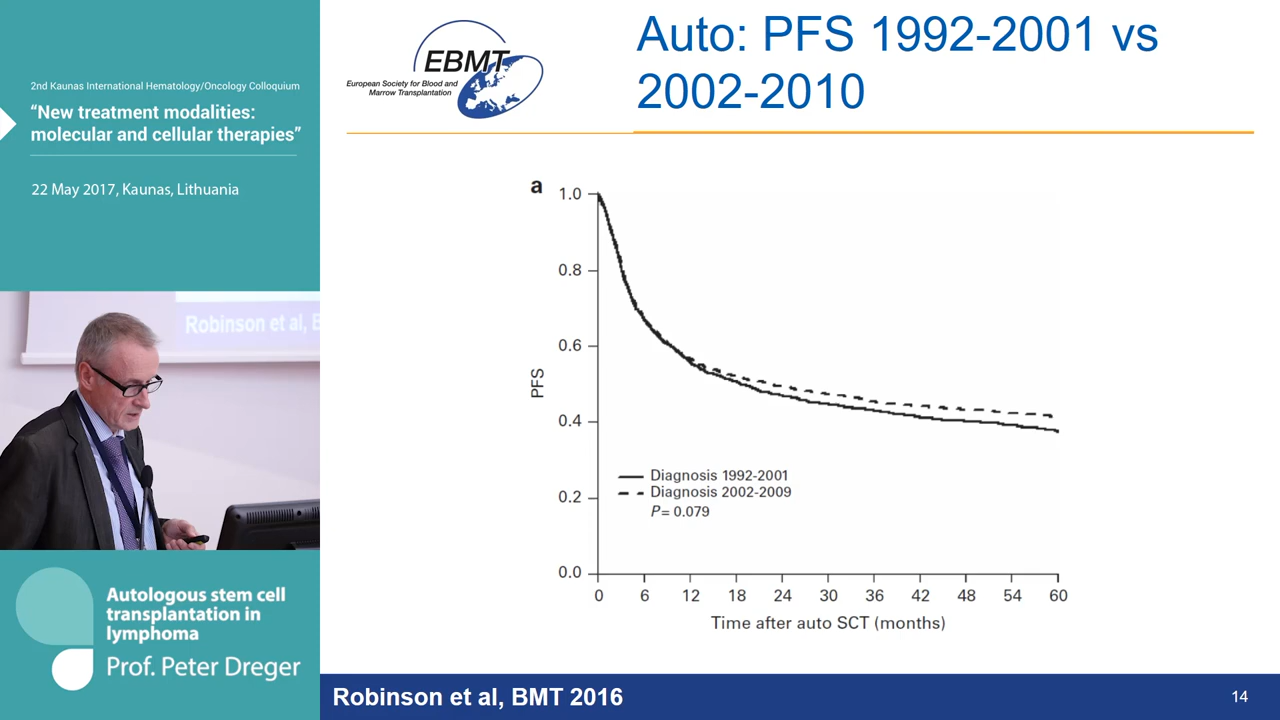 2nd Kaunas International Hematology/Oncology Colloquium
“New treatment modalities:
molecular and cellular therapies”
22 May 2017, Kaunas, Lithuania
Robinson et al, B
Autologous stem cell
transplantation in
lymphoma
Prof. Peter Dreger
EBMT
European Society for Blood and
Marrow Transplantation
Auto: PFS 1992-2001 vs
2002-2010
a
1.0
0.8
0.6
0.4
0.2
0.0
PFS
Diagnosis 1992-2001
Diagnosis 2002-2009
P= 0.079
0 6 12 18 24 30 36 42 48 54 60
Time after auto SCT (months)
Robinson et al, BMT 2016
14